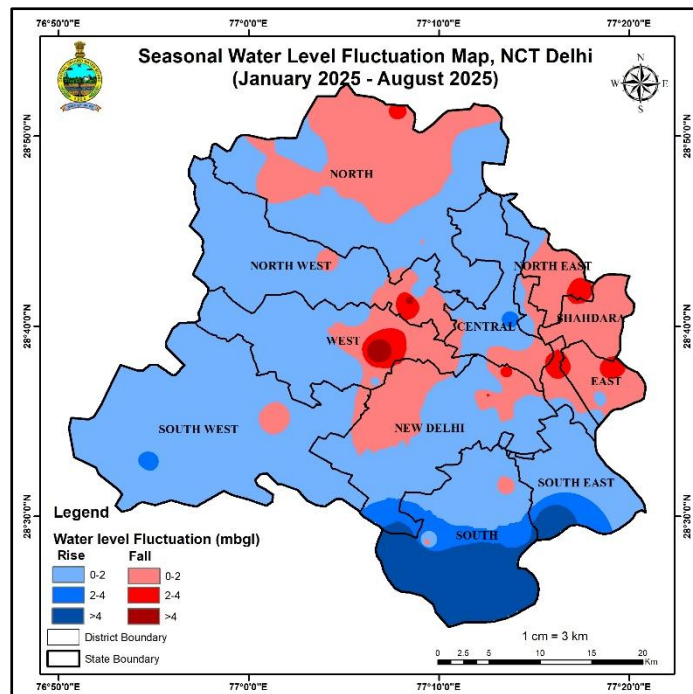 76°50'0"E 77°0'0"E 77°10'0"E 77°20'0"E
Seasonal Water Level Fluctuation Map, NCT Delhi
(January 2025 - August 2025)
N
W E
S
28°50'0"N 28°50'0"N
NORTH
NORTH WEST
NORTH EAST
28°40'0"N 28°40'0"N
SHAHDARA
CENTRAL
WEST
EAST
SOUTH WEST
NEW DELHI
SOUTH EAST
28°30'0"N 28°30'0"N
SOUTH
Legend
Water level Fluctuation (mbgl)
Rise Fall
0-2 0-2
2-4 2-4
>4 >4
District Boundary
State Boundary
1 cm = 3 km
0 2.5 5 10 15 20
Km
76°50'0"E 77°0'0"E 77°10'0"E 77°20'0"E